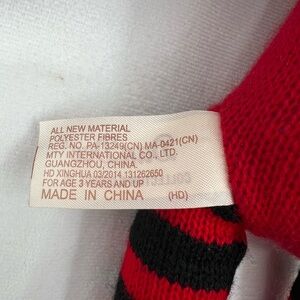 ALL NEW MATERIAL
POLYESTER FIBRES
REG. NO. PA-13249(CN) MA-0421(CN)
MTY INTERNATIONAL CO., LTD.
GUANGZHOU, CHINA.
HD XINGHUA 03/2014 131262650
FOR AGE 3 YEARS AND UP
MADE IN CHINA (HD)